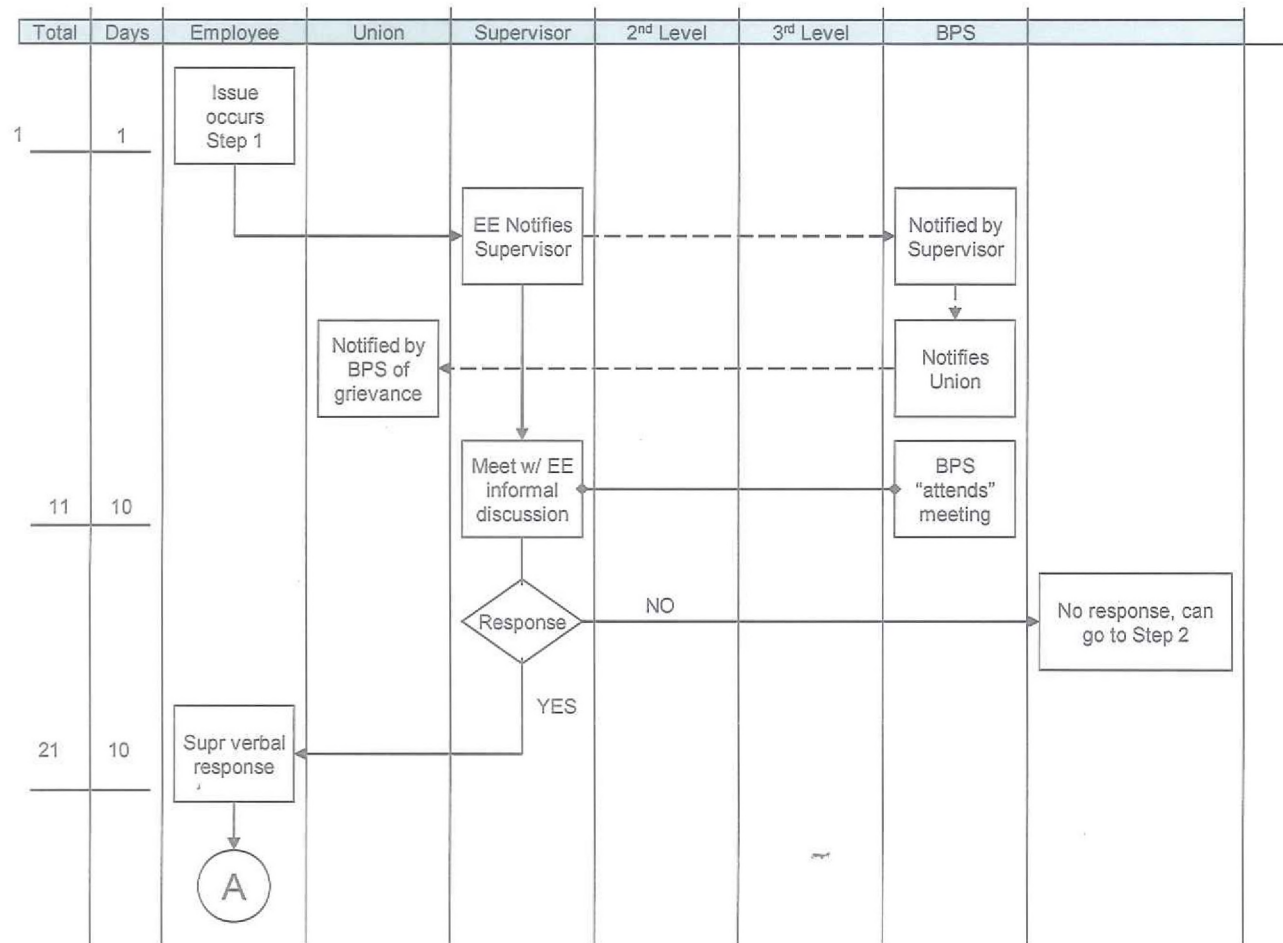 Total Days Employee Union Supervisor 2nd Level 3rd Level BPS
Issue
occurs
Step 1
1 1
EE Notifies
Supervisor
Notified by
Supervisor
Notified by
BPS of
grievance
Notifies
Union
Meet w/ EE
informal
discussion
BPS
“attends”
meeting
11 10
Response
NO
No response, can
go to Step 2
YES
Supr verbal
response
21 10
A